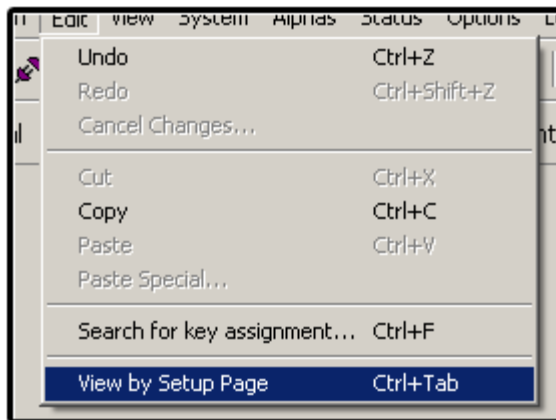 Edit View System Alphas Status Options
Undo Ctrl+Z
Redo Ctrl+Shift+Z
Cancel Changes...
Cut Ctrl+X
Copy Ctrl+C
Paste Ctrl+V
Paste Special...
Search for key assignment... Ctrl+F
View by Setup Page Ctrl+Tab